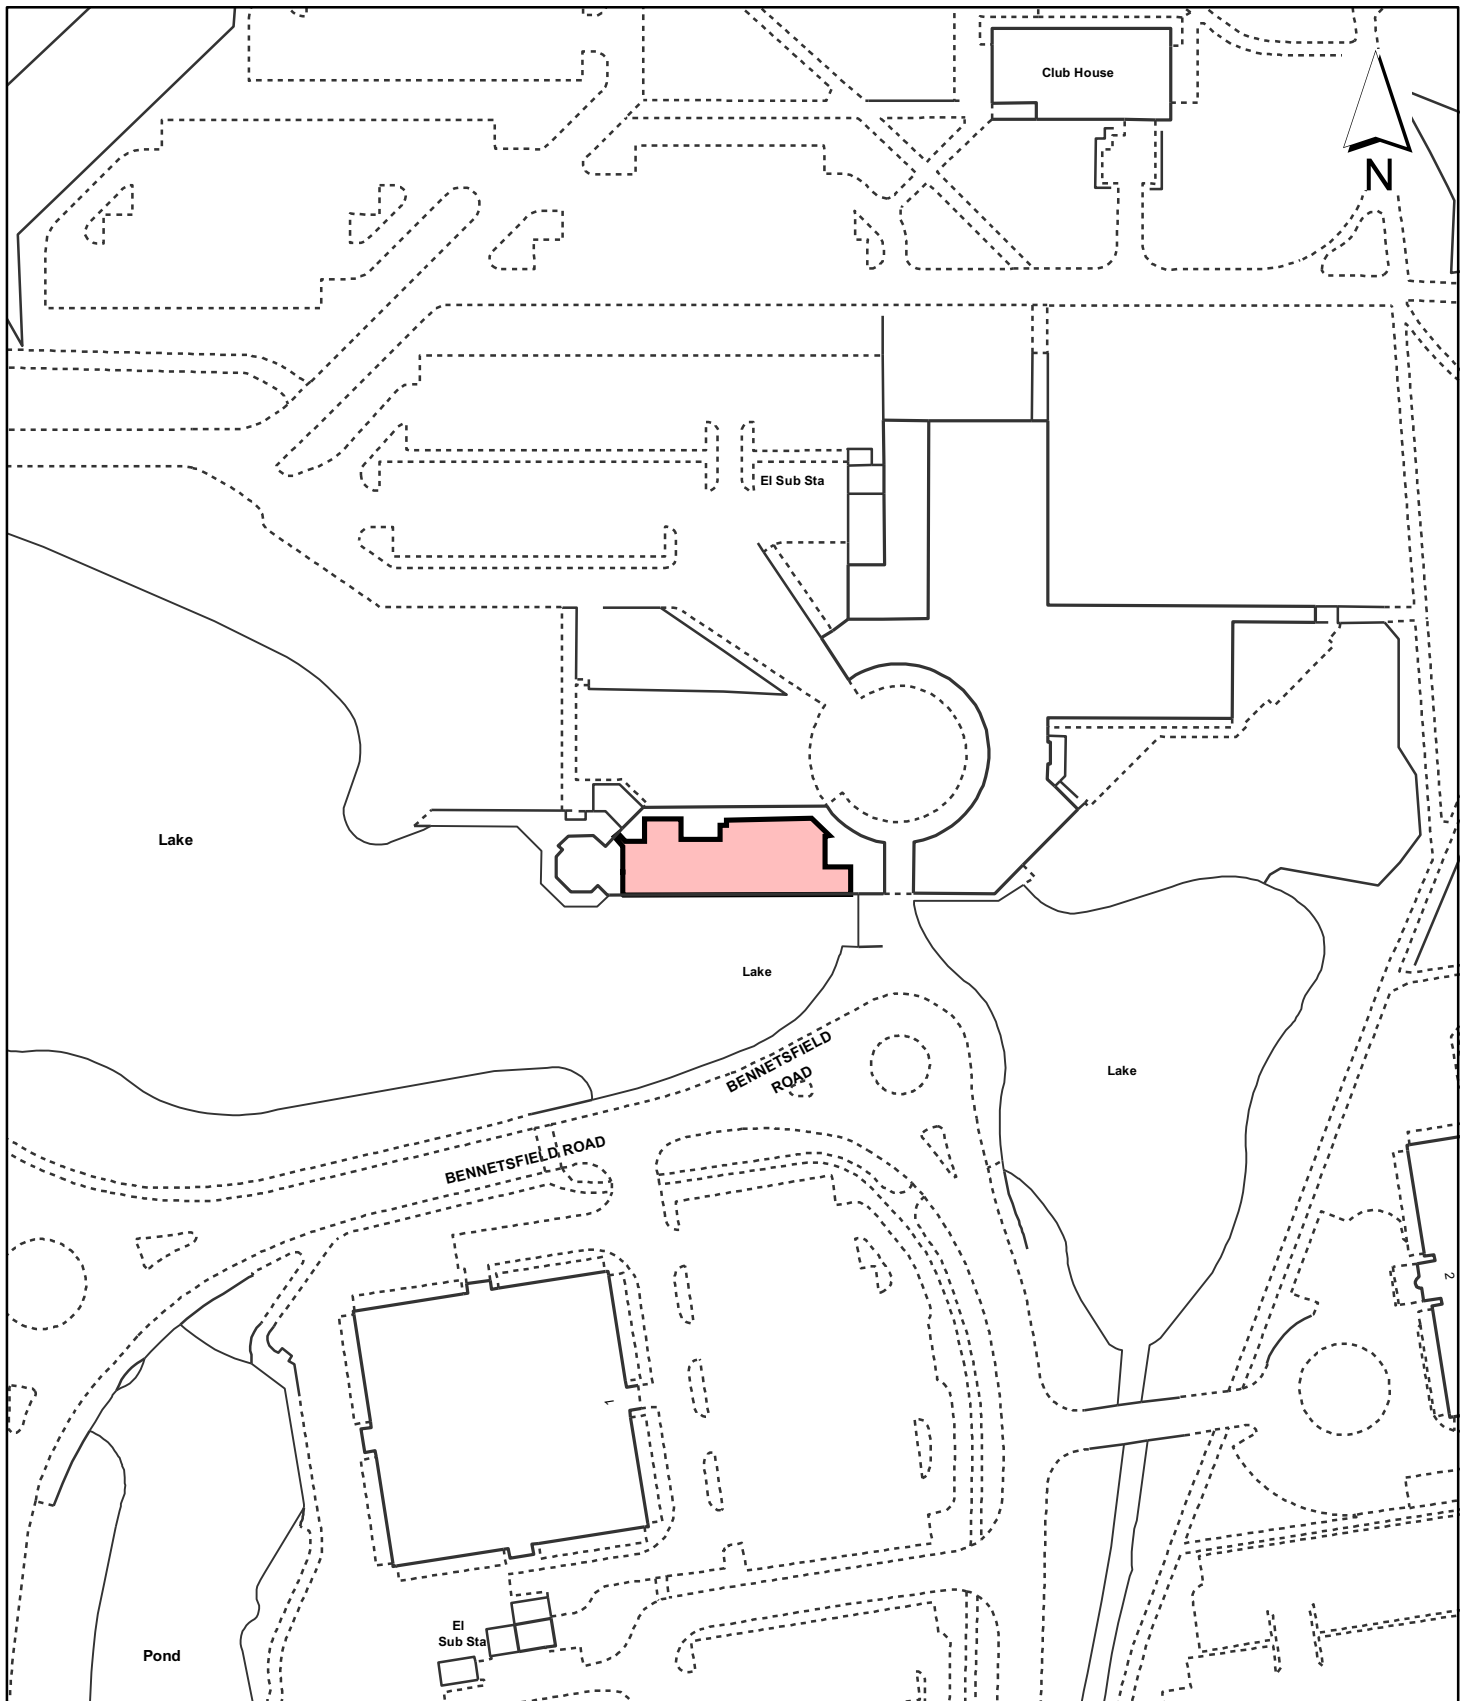 Club House
N
El Sub Sta
Lake
Lake
BENNETSFIELD
ROAD
Lake
BENNETSFIELD ROAD
2
1
El
Sub Sta
Pond